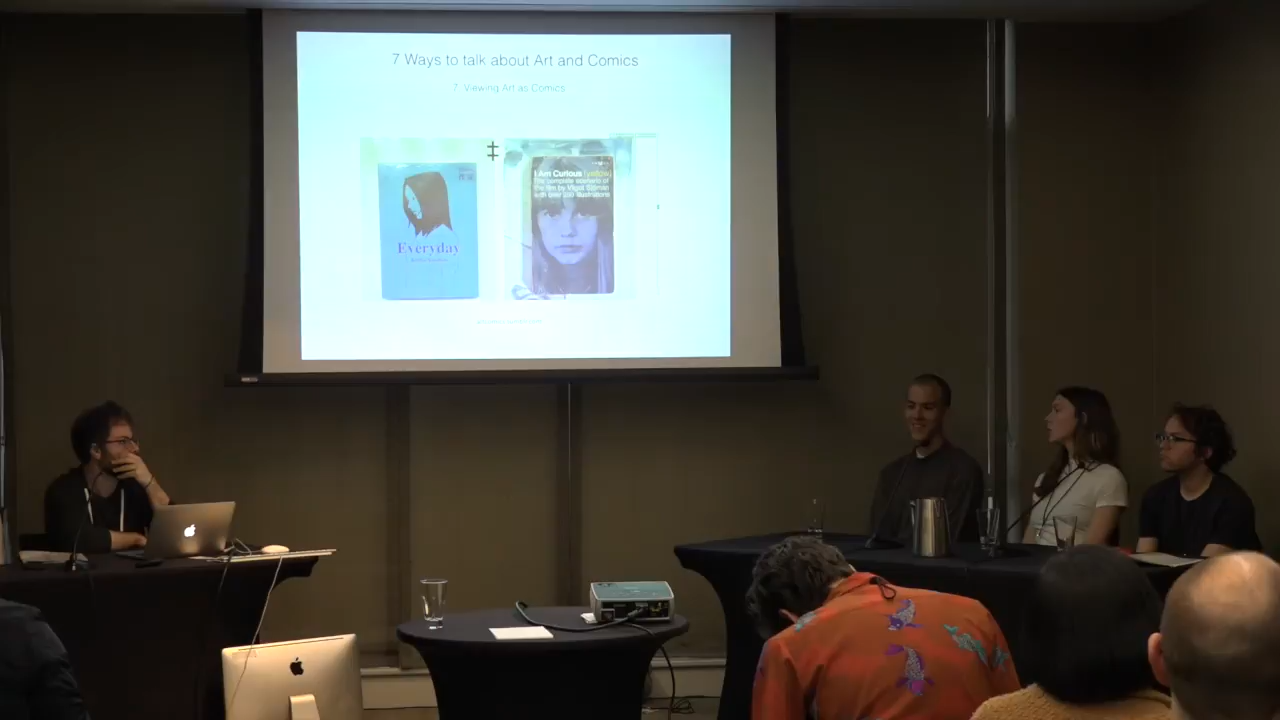 7 Ways to talk about Art and Comics
7. Viewing Art as Comics
‡
Everyday
I Am Curious (yellow)
The complete scenario of
the film by Vilgot Sjöman
with over 250 illustrations